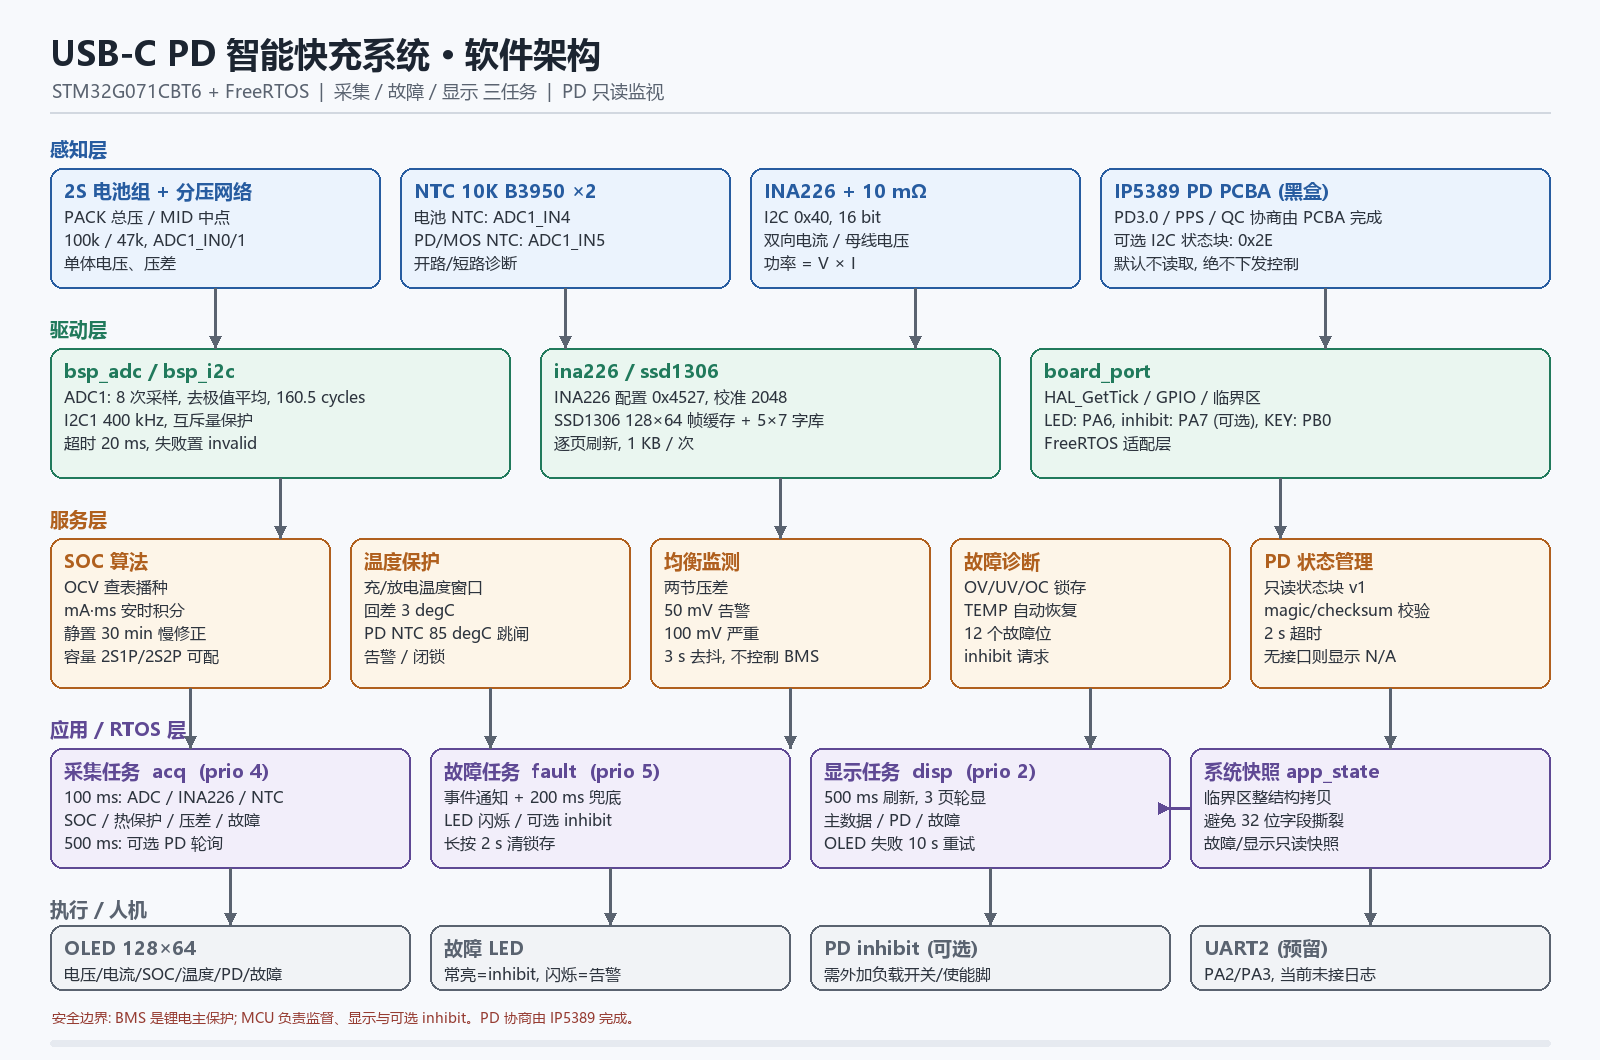 USB-C PD 智能快充系统 • 软件架构
STM32G071CBT6 + FreeRTOS | 采集 / 故障 / 显示 三任务 | PD 只读监视
感知层
2S 电池组 + 分压网络
PACK 总压 / MID 中点
100k / 47k, ADC1_IN0/1
单体电压、压差
NTC 10K B3950 ×2
电池 NTC: ADC1_IN4
PD/MOS NTC: ADC1_IN5
开路/短路诊断
INA226 + 10 mΩ
I2C 0x40, 16 bit
双向电流 / 母线电压
功率 = V × I
IP5389 PD PCBA (黑盒)
PD3.0 / PPS / QC 协商由 PCBA 完成
可选 I2C 状态块: 0x2E
默认不读取, 绝不下发控制
驱动层
bsp_adc / bsp_i2c
ADC1: 8 次采样, 去极值平均, 160.5 cycles
I2C1 400 kHz, 互斥量保护
超时 20 ms, 失败置 invalid
ina226 / ssd1306
INA226 配置 0x4527, 校准 2048
SSD1306 128×64 帧缓存 + 5×7 字库
逐页刷新, 1 KB / 次
board_port
HAL_GetTick / GPIO / 临界区
LED: PA6, inhibit: PA7 (可选), KEY: PB0
FreeRTOS 适配层
服务层
SOC 算法
OCV 查表播种
mA·ms 安时积分
静置 30 min 慢修正
容量 2S1P/2S2P 可配
温度保护
充/放电温度窗口
回差 3 degC
PD NTC 85 degC 跳闸
告警 / 闭锁
均衡监测
两节压差
50 mV 告警
100 mV 严重
3 s 去抖, 不控制 BMS
故障诊断
OV/UV/OC 锁存
TEMP 自动恢复
12 个故障位
inhibit 请求
PD 状态管理
只读状态块 v1
magic/checksum 校验
2 s 超时
无接口则显示 N/A
应用 / RTOS 层
采集任务 acq (prio 4)
100 ms: ADC / INA226 / NTC
SOC / 热保护 / 压差 / 故障
500 ms: 可选 PD 轮询
故障任务 fault (prio 5)
事件通知 + 200 ms 兜底
LED 闪烁 / 可选 inhibit
长按 2 s 清锁存
显示任务 disp (prio 2)
500 ms 刷新, 3 页轮显
主数据 / PD / 故障
OLED 失败 10 s 重试
系统快照 app_state
临界区整结构拷贝
避免 32 位字段撕裂
故障/显示只读快照
执行 / 人机
OLED 128×64
电压/电流/SOC/温度/PD/故障
故障 LED
常亮=inhibit, 闪烁=告警
PD inhibit (可选)
需外加负载开关/使能脚
UART2 (预留)
PA2/PA3, 当前未接日志
安全边界: BMS 是锂电主保护; MCU 负责监督、显示与可选 inhibit。PD 协商由 IP5389 完成。